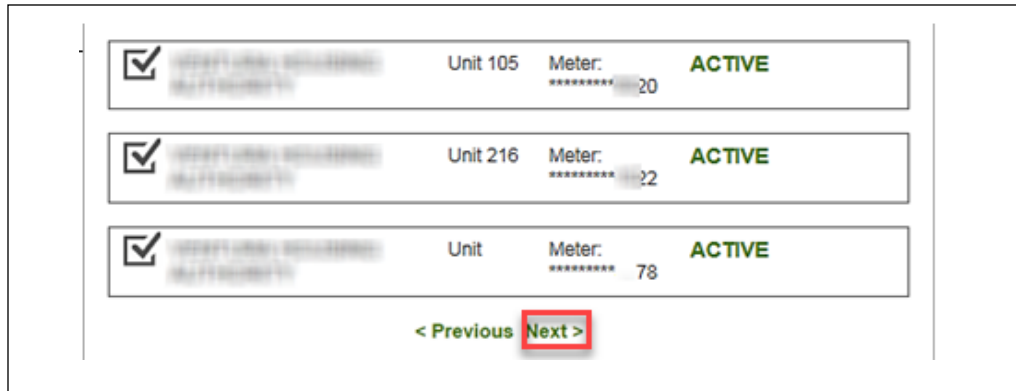 Unit 105 Meter: ACTIVE
********* 20
Unit 216 Meter: ACTIVE
********* 22
Unit Meter: ACTIVE
********* 78
< Previous Next >